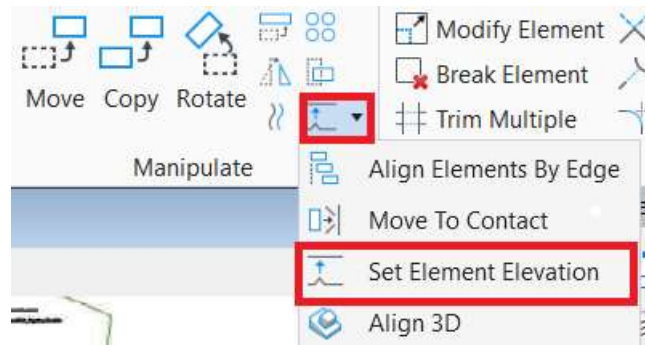 Move Copy Rotate
Manipulate
Modify Element
Break Element
Trim Multiple
Align Elements By Edge
Move To Contact
Set Element Elevation
Align 3D